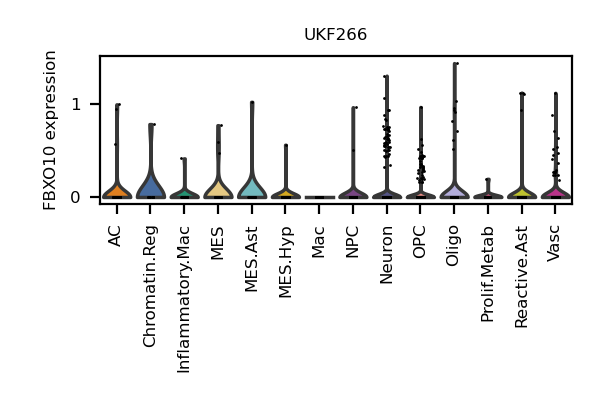 UKF266
FBXO10 expression
1
0
AC
Chromatin.Reg
Inflammatory.Mac
MES
MES.Ast
MES.Hyp
Mac
NPC
Neuron
OPC
Oligo
Prolif.Metab
Reactive.Ast
Vasc